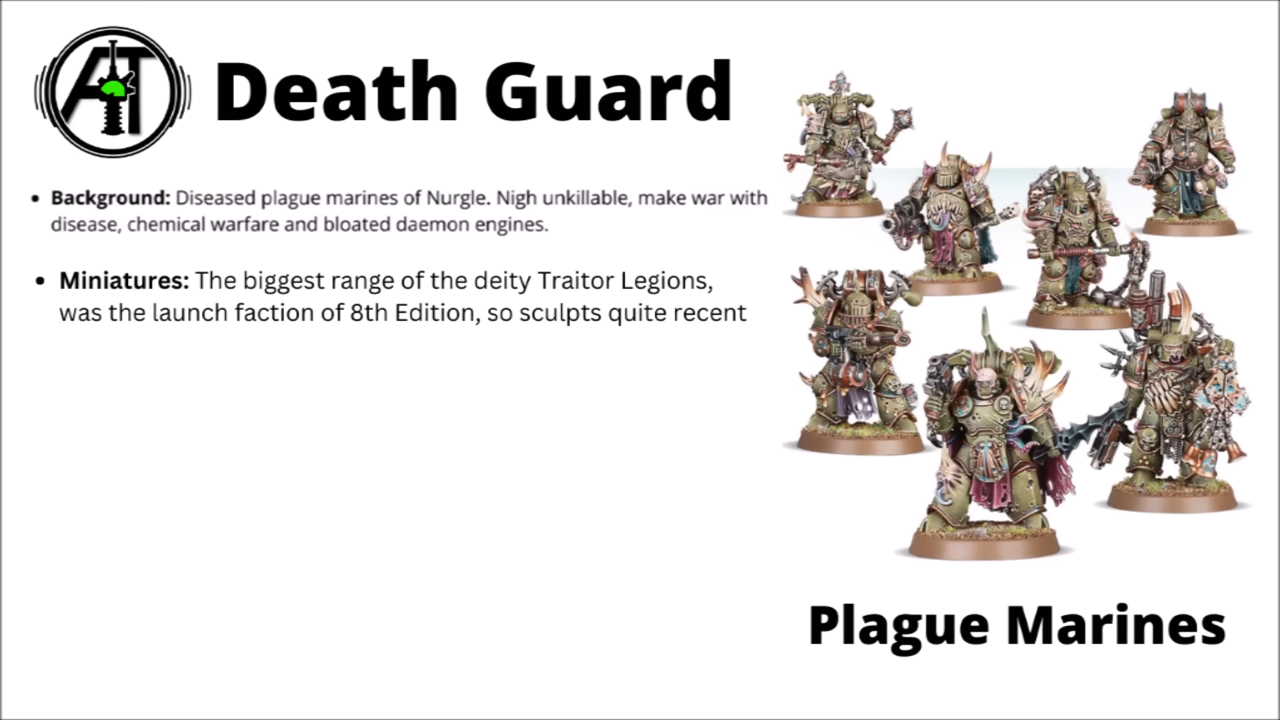 AT
Death Guard
• Background: Diseased plague marines of Nurgle. Nigh unkillable, make war with
disease, chemical warfare and bloated daemon engines.
• Miniatures: The biggest range of the deity Traitor Legions,
was the launch faction of 8th Edition, so sculpts quite recent
Plague Marines